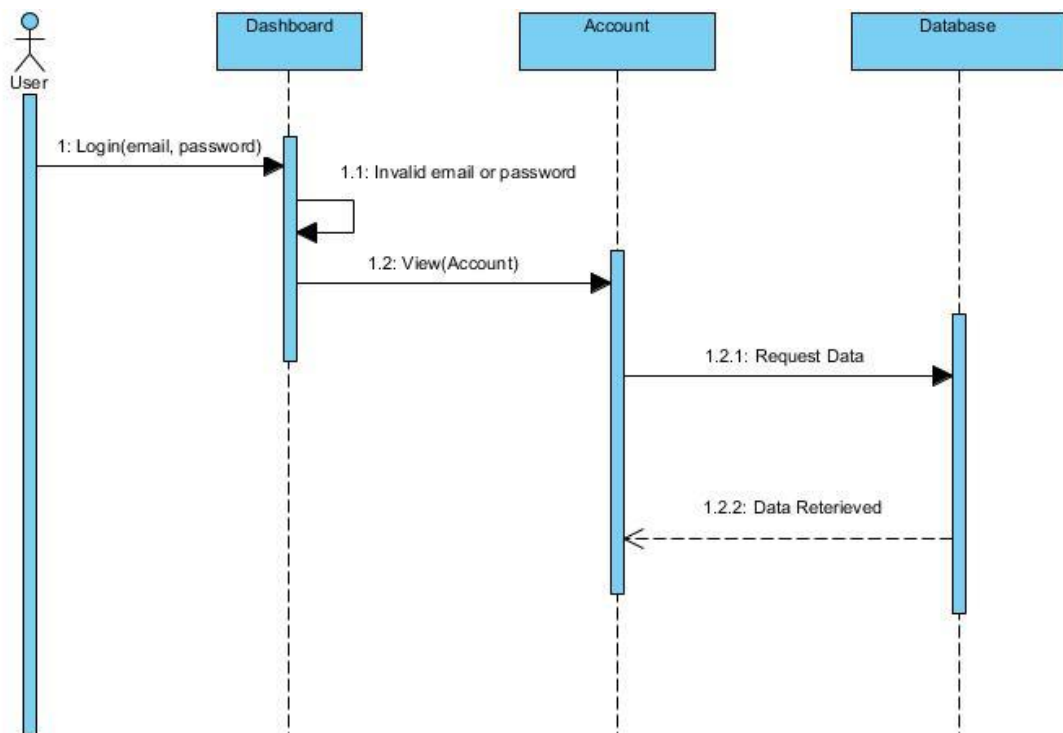 Dashboard
Account
Database
User
1: Login(email, password)
1.1: Invalid email or password
1.2: View(Account)
1.2.1: Request Data
1.2.2: Data Reterieved